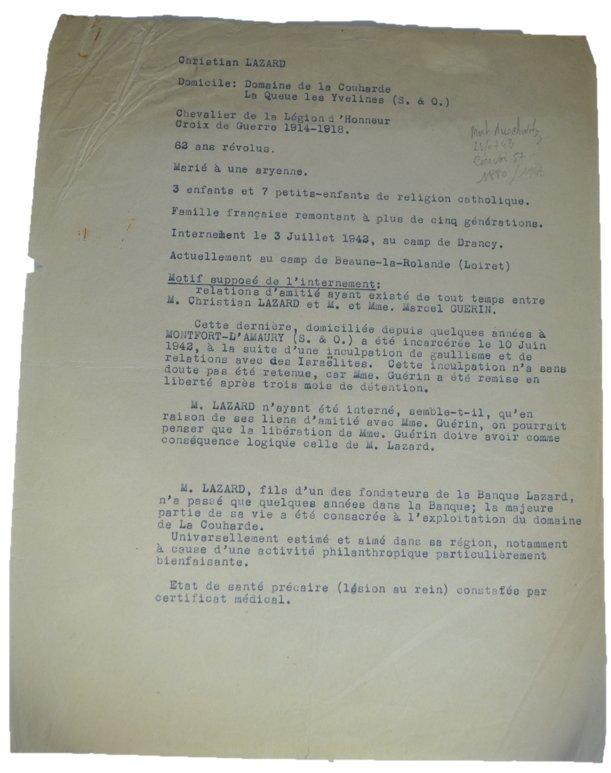 Christian LAZARD
Domicile: Domaine de la Couharde
La Queue les Yvelines (S. & O.)
Chevalier de la Légion d'Honneur
Croix de Guerre 1914-1918.
Mort Auschwitz
62 ans révolus.
Marié à une aryenne.
3 enfants et 7 petits-enfants de religion catholique.
Famille française remontant à plus de cinq générations.
Internement le 3 Juillet 1942, au camp de Drancy.
Actuellement au camp de Beaune-la-Rolande (Loiret)
Motif supposé de l'internement:
relations d'amitié ayant existé de tout temps entre
M. Christian LAZARD et M. et Mme. Marcel GUERIN.
Cette dernière, domiciliée depuis quelques années à
MONTFORT-L'AMAURY (S. & O.) a été incarcérée le 10 Juin
1942, à la suite d'une inculpation de gaullisme et de
relations avec des Israélites. Cette inculpation n'a sans
doute pas été retenue, car Mme. Guérin a été remise en
liberté après trois mois de détention.
M. LAZARD n'ayant été interné, semble-t-il, qu'en
raison de ses liens d'amitié avec Mme. Guérin, on pourrait
penser que la libération de Mme. Guérin doive avoir comme
conséquence logique celle de M. Lazard.
M. LAZARD, fils d'un des fondateurs de la Banque Lazard,
n'a passé que quelques années dans la Banque; la majeure
partie de sa vie a été consacrée à l'exploitation du domaine
de La Couharde.
Universellement estimé et aimé dans sa région, notamment
à cause d'une activité philanthropique particulièrement
bienfaisante.
Etat de santé précaire (lésion au rein) constatés par
certificat médical.